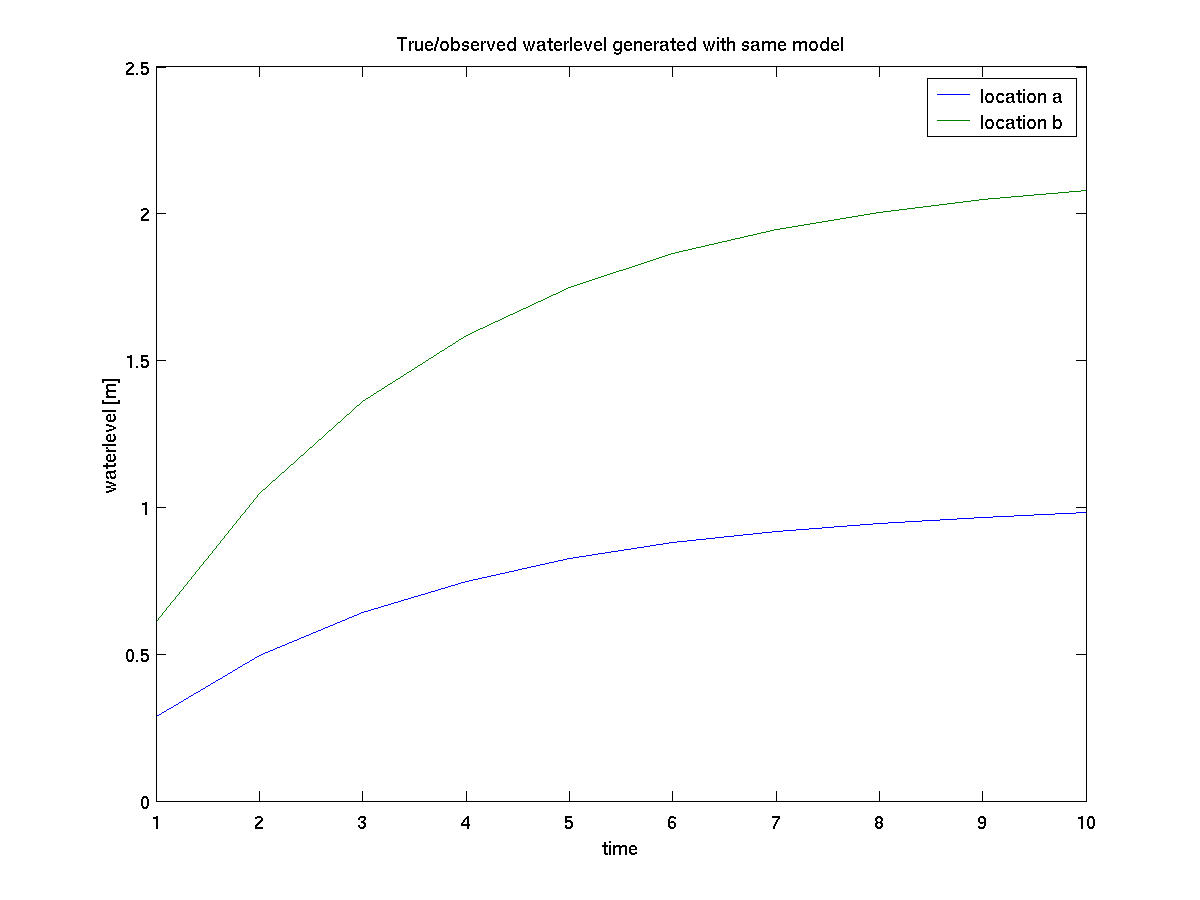 True/observed waterlevel generated with same model
2.5
location a
location b
2
1.5
waterlevel [m]
1
0.5
0
1 2 3 4 5 6 7 8 9 10
time